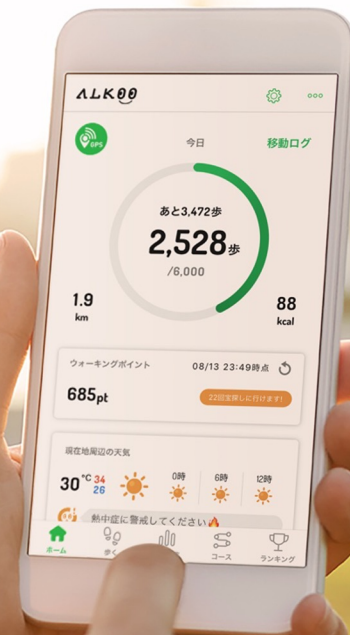 ALKOO
GPS
今日
移動ログ
あと3,472歩
2,528歩
/6,000
1.9
km
88
kcal
ウォーキングポイント
08/13 23:49時点
685pt
22回宝探しに行けます!
現在地周辺の天気
30℃
34
26
0時
6時
12時
熱中症に警戒してください
ホーム
歩く
コース
ランキング